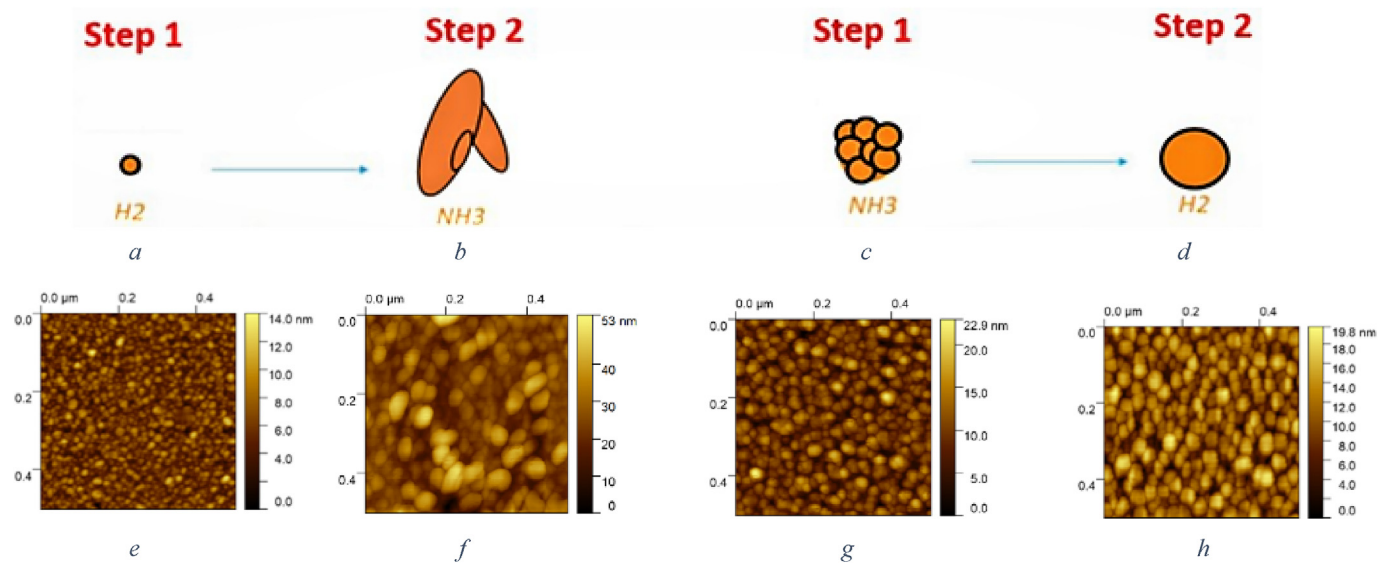 Step 1
Step 2
Step 1
Step 2
H2
NH3
NH3
H2
a
b
c
d
0.0 µm 0.2 0.4
0.0
0.2
0.4
14.0 nm
12.0
10.0
8.0
6.0
4.0
0.0
e
0.0 µm 0.2 0.4
0.0
0.2
0.4
53 nm
40
30
20
10
0
f
0.0 µm 0.2 0.4
0.0
0.2
0.4
22.9 nm
20.0
15.0
10.0
5.0
0.0
g
0.0 µm 0.2 0.4
0.0
0.2
0.4
19.8 nm
18.0
16.0
14.0
12.0
10.0
8.0
6.0
4.0
0.0
h